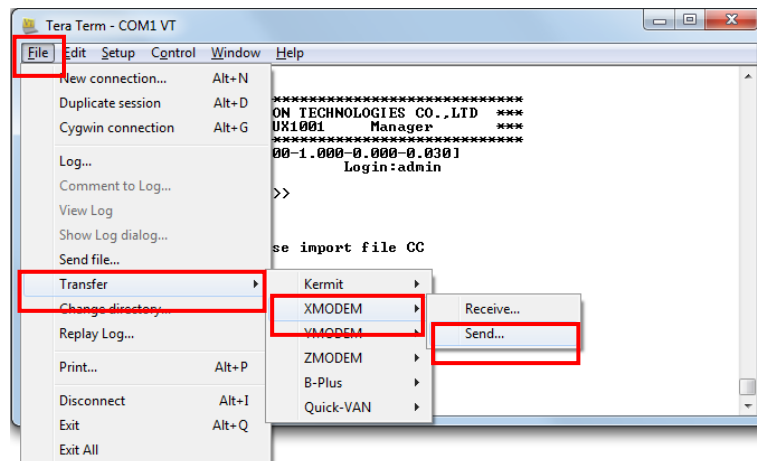 Tera Term - COM1 VT
File Edit Setup Control Window Help
New connection... Alt+N
Duplicate session Alt+D
Cygwin connection Alt+G
Log...
Comment to Log...
View Log
Show Log dialog...
Send file...
Transfer
Change directory...
Replay Log...
Print... Alt+P
Disconnect Alt+I
Exit Alt+Q
Exit All
Kermit
XMODEM
YMODEM
ZMODEM
B-Plus
Quick-VAN
Receive...
Send...
***************************
ON TECHNOLOGIES CO.,LTD ***
UX1001 Manager ***
***************************
00-1.000-0.000-0.030]
Login:admin
>>
se import file CC